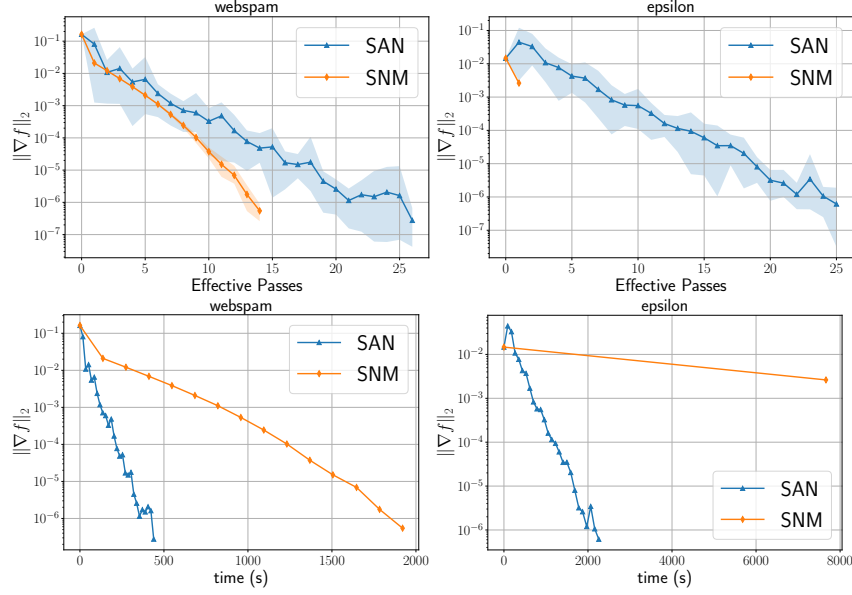 webspam
10⁻¹
10⁻²
10⁻³
10⁻⁴
10⁻⁵
10⁻⁶
10⁻⁷
‖∇f‖₂
SAN
SNM
0 5 10 15 20 25
Effective Passes
epsilon
10⁻¹
10⁻²
10⁻³
10⁻⁴
10⁻⁵
10⁻⁶
10⁻⁷
‖∇f‖₂
SAN
SNM
0 5 10 15 20 25
Effective Passes
webspam
10⁻¹
10⁻²
10⁻³
10⁻⁴
10⁻⁵
10⁻⁶
‖∇f‖₂
SAN
SNM
0 500 1000 1500 2000
time (s)
epsilon
10⁻²
10⁻³
10⁻⁴
10⁻⁵
10⁻⁶
‖∇f‖₂
SAN
SNM
0 2000 4000 6000 8000
time (s)